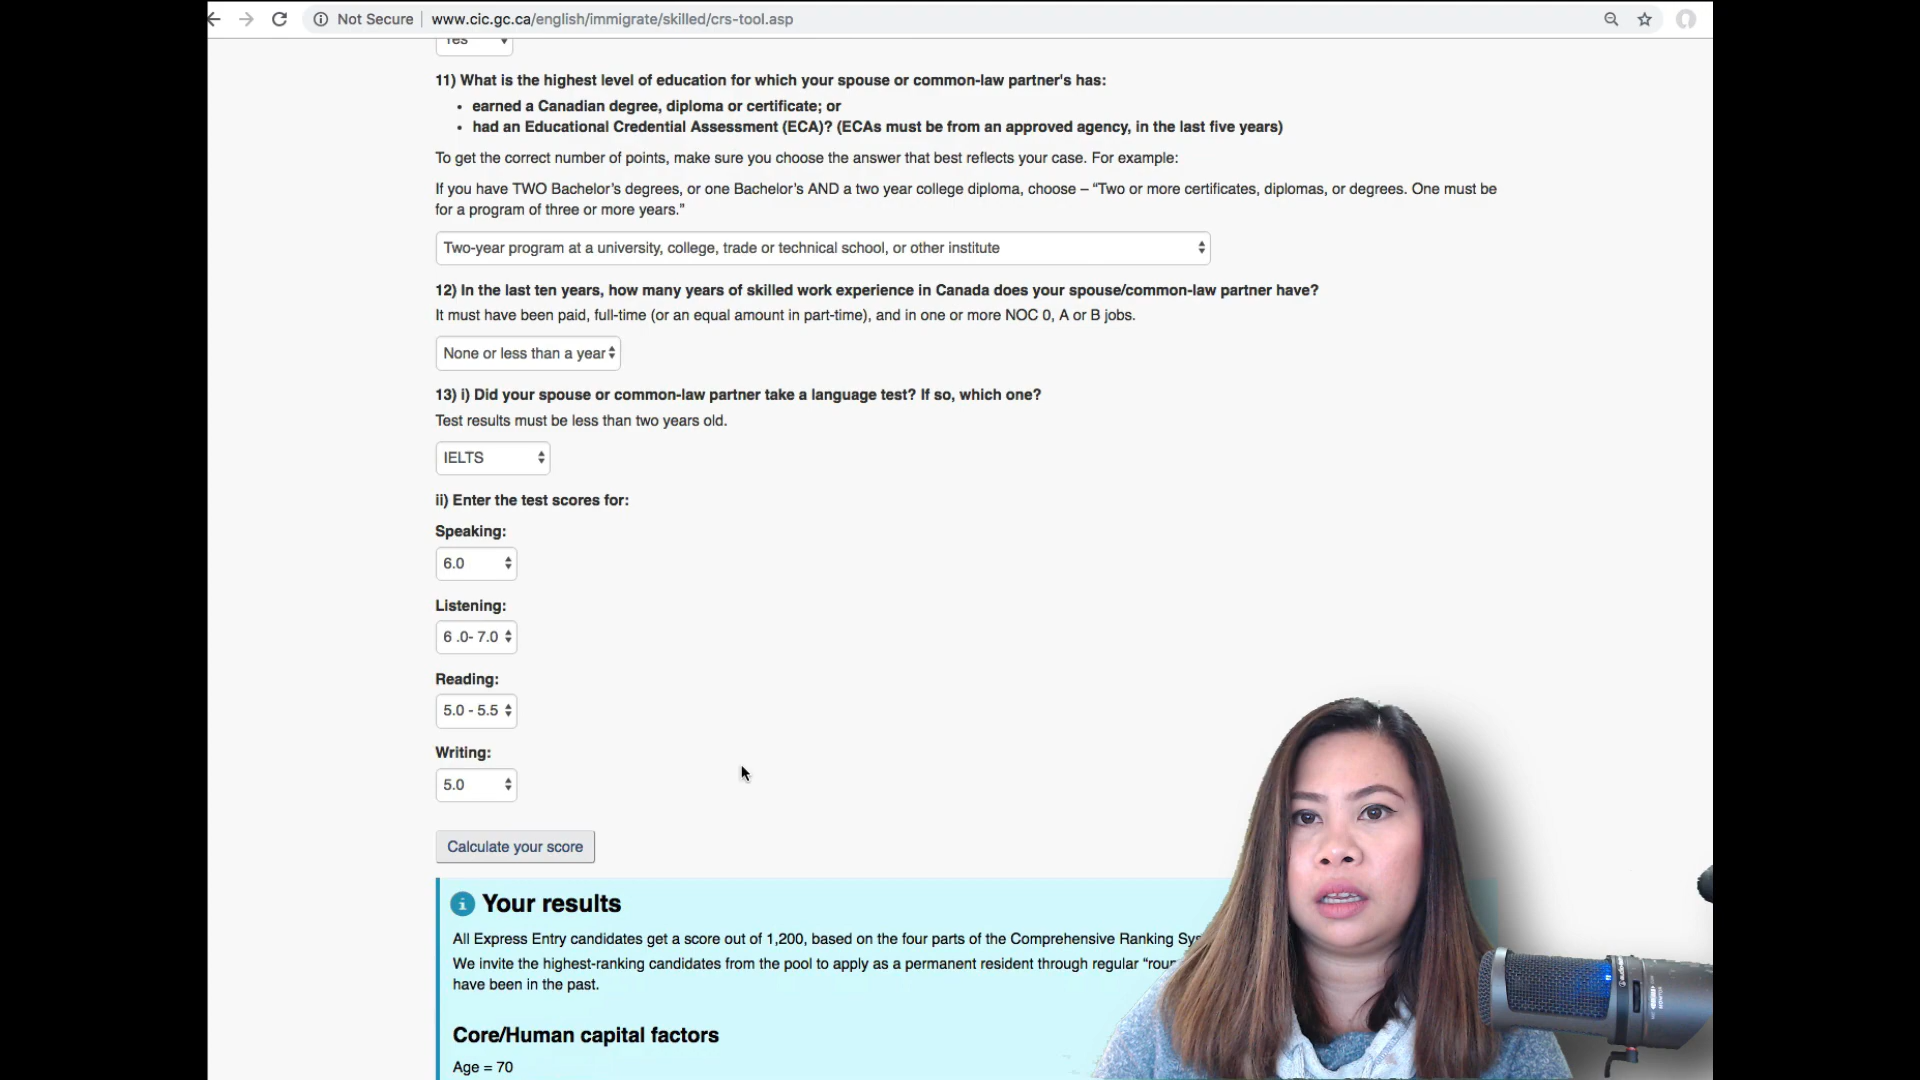 Not Secure | www.cic.gc.ca/english/immigrate/skilled/crs-tool.asp
Yes
11) What is the highest level of education for which your spouse or common-law partner's has:
• earned a Canadian degree, diploma or certificate; or
• had an Educational Credential Assessment (ECA)? (ECAs must be from an approved agency, in the last five years)
To get the correct number of points, make sure you choose the answer that best reflects your case. For example:
If you have TWO Bachelor’s degrees, or one Bachelor’s AND a two year college diploma, choose – “Two or more certificates, diplomas, or degrees. One must be
for a program of three or more years.”
Two-year program at a university, college, trade or technical school, or other institute
12) In the last ten years, how many years of skilled work experience in Canada does your spouse/common-law partner have?
It must have been paid, full-time (or an equal amount in part-time), and in one or more NOC 0, A or B jobs.
None or less than a year
13) i) Did your spouse or common-law partner take a language test? If so, which one?
Test results must be less than two years old.
IELTS
ii) Enter the test scores for:
Speaking:
6.0
Listening:
6 .0- 7.0
Reading:
5.0 - 5.5
Writing:
5.0
Calculate your score
Your results
All Express Entry candidates get a score out of 1,200, based on the four parts of the Comprehensive Ranking Sys
We invite the highest-ranking candidates from the pool to apply as a permanent resident through regular “roun
have been in the past.
Core/Human capital factors
Age = 70